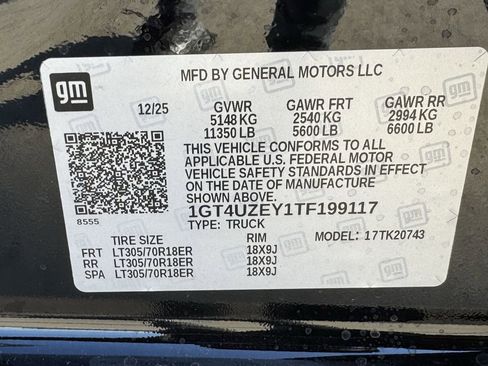 gm
MFD BY GENERAL MOTORS LLC
12/25 GVWR GAWR FRT GAWR RR
5148 KG 2540 KG 2994 KG
11350 LB 5600 LB 6600 LB
THIS VEHICLE CONFORMS TO ALL
APPLICABLE U.S. FEDERAL MOTOR
VEHICLE SAFETY STANDARDS IN EFFECT
ON THE DATE OF MANUFACTURE
SHOWN ABOVE.
8555 1GT4UZEY1TF199117
TYPE: TRUCK
TIRE SIZE RIM MODEL: 17TK20743
FRT LT305/70R18ER 18X9J
RR LT305/70R18ER 18X9J
SPA LT305/70R18ER 18X9J